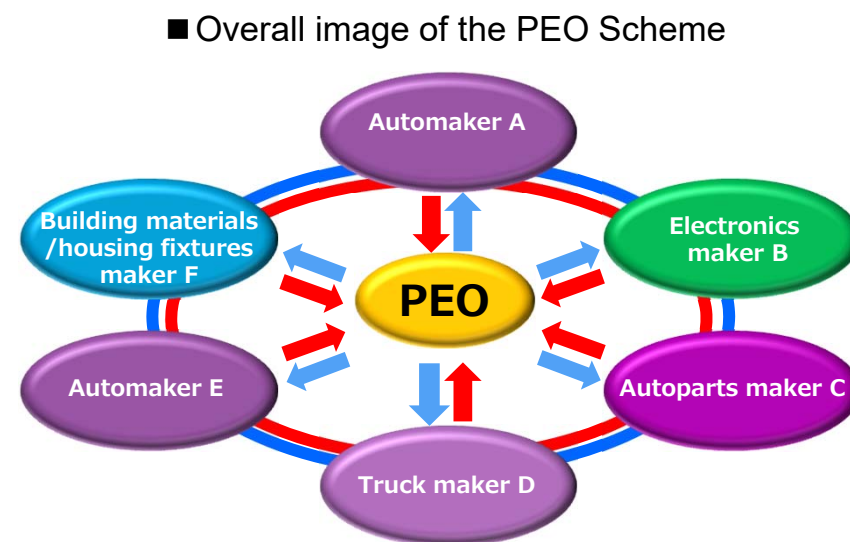 ■ Overall image of the PEO Scheme
Automaker A
Building materials
/housing fixtures
maker F
Electronics
maker B
PEO
Automaker E
Autoparts maker C
Truck maker D